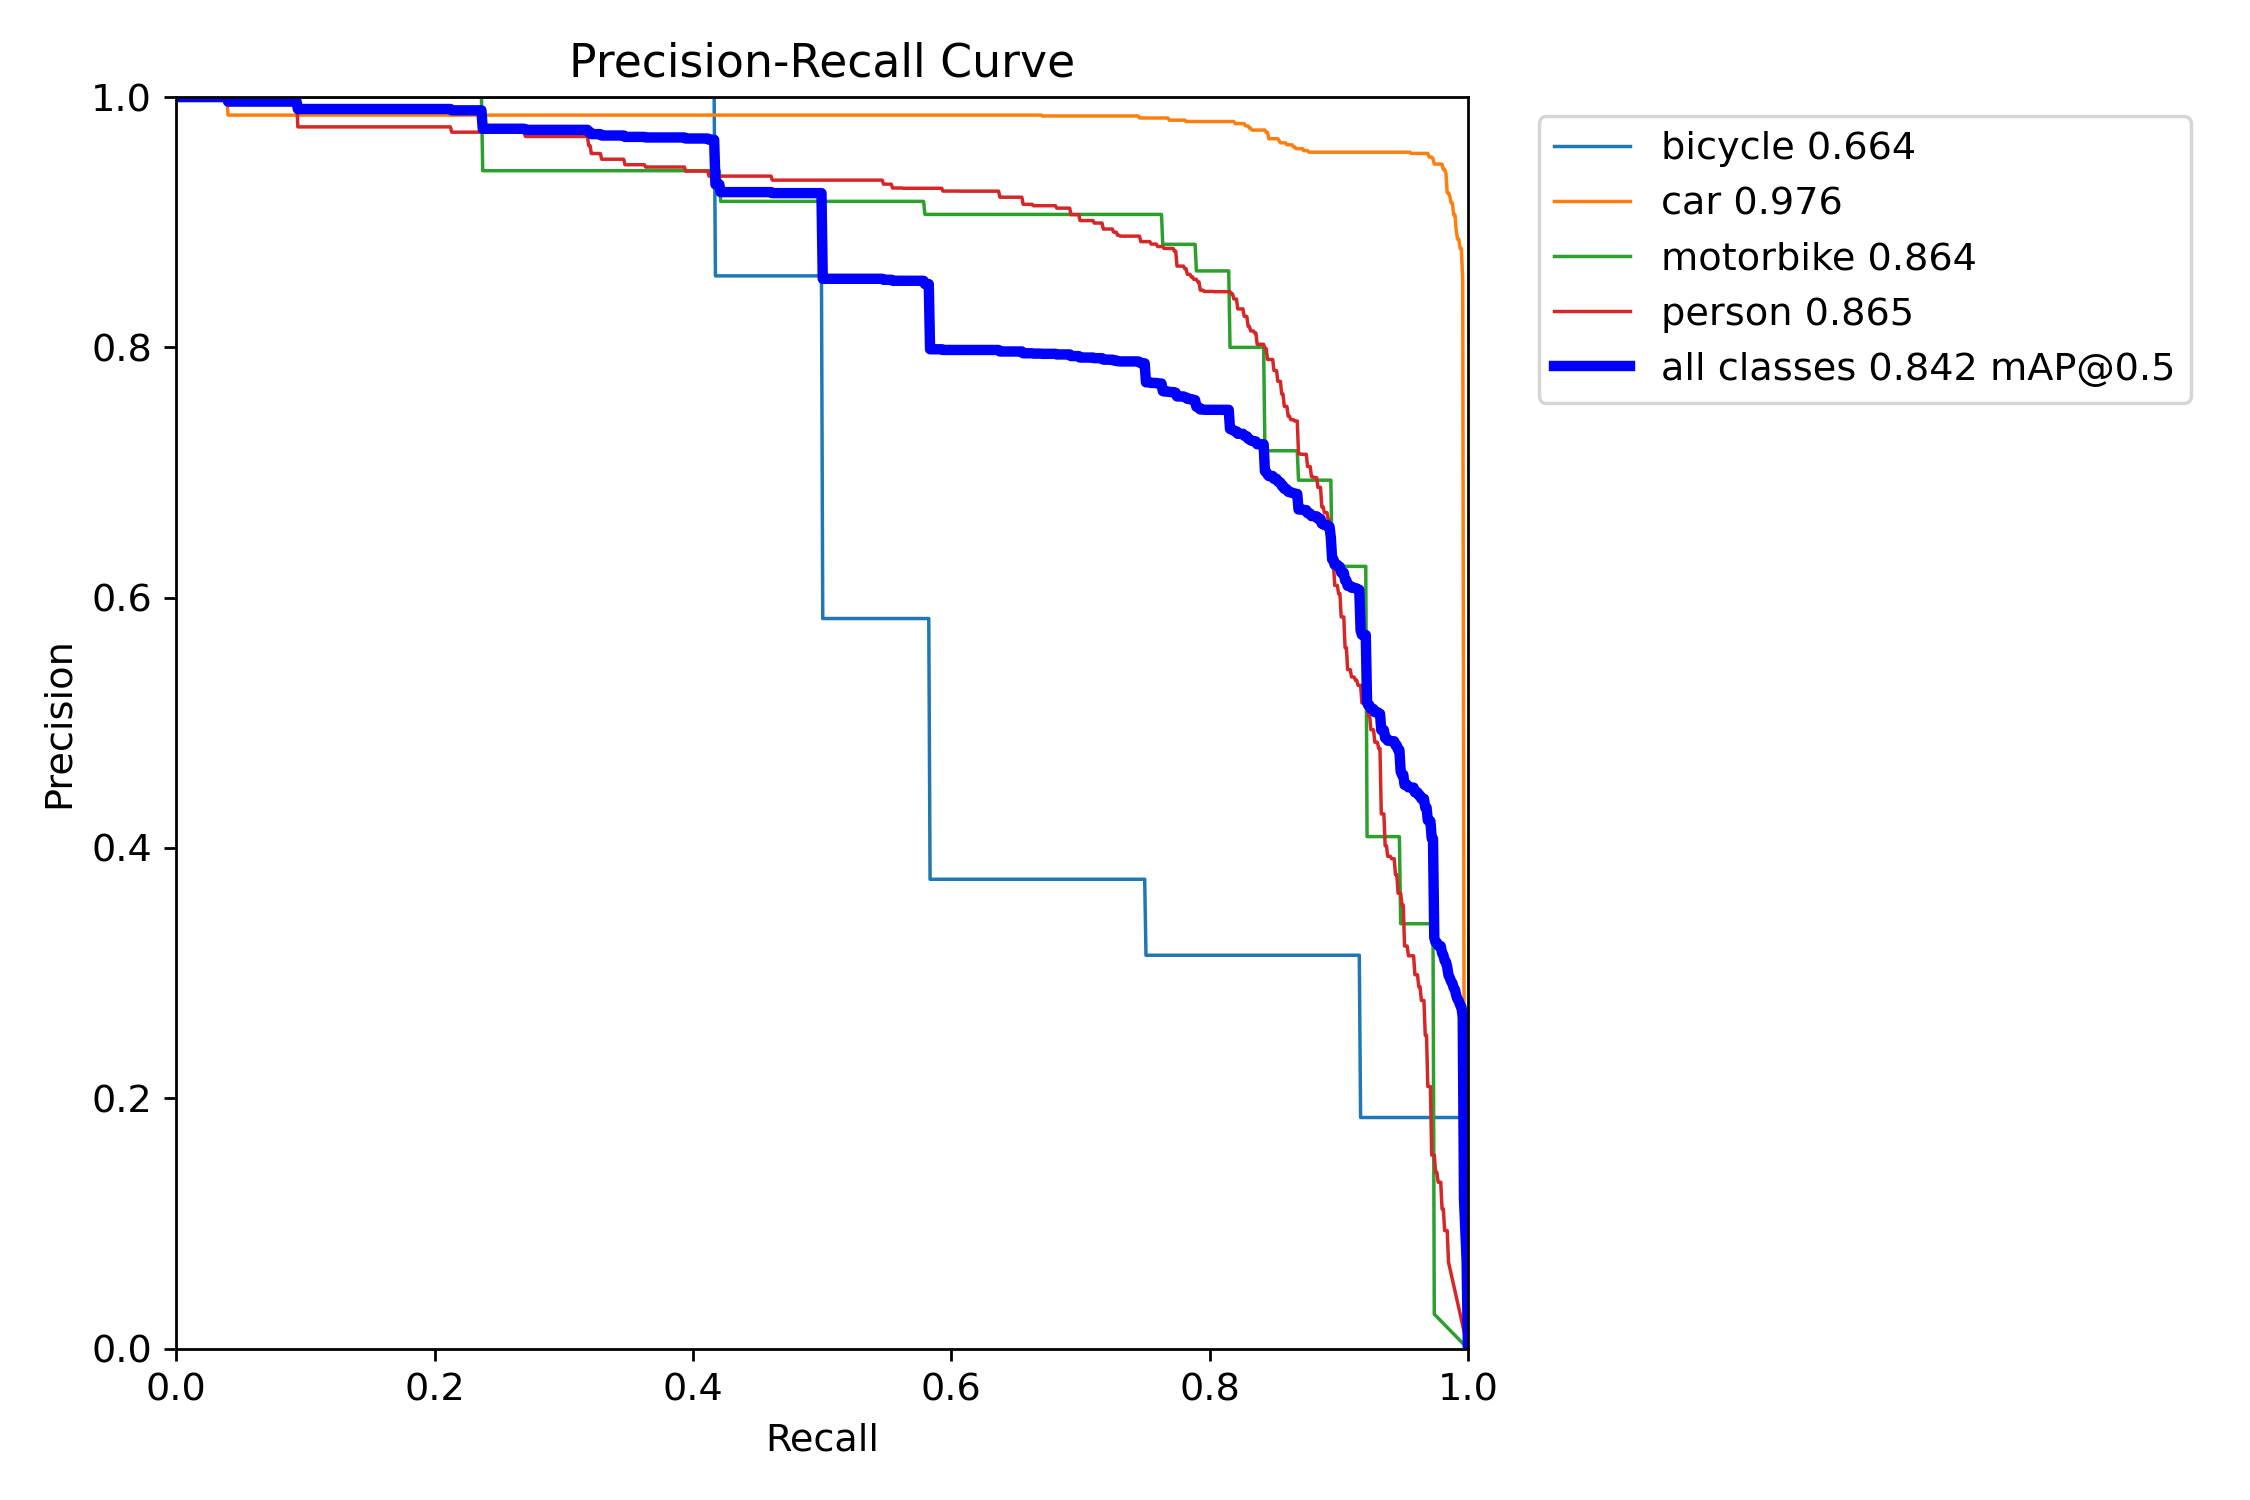 Precision-Recall Curve
1.0
0.8
0.6
0.4
0.2
0.0
Precision
0.0 0.2 0.4 0.6 0.8 1.0
Recall
bicycle 0.664
car 0.976
motorbike 0.864
person 0.865
all classes 0.842 mAP@0.5